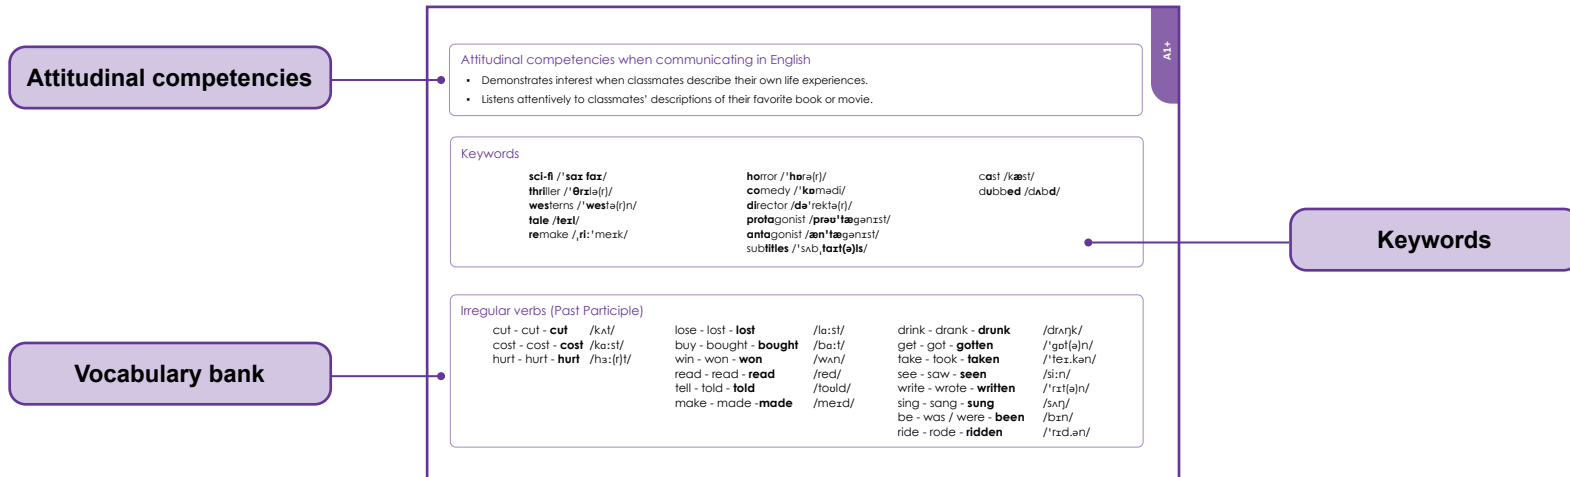 Attitudinal competencies
A1+
Attitudinal competencies when communicating in English
▪ Demonstrates interest when classmates describe their own life experiences.
▪ Listens attentively to classmates' descriptions of their favorite book or movie.
Keywords
sci-fi /ˈsaɪ faɪ/
thriller /ˈθrɪlə(r)/
westerns /ˈwestə(r)n/
tale /teɪl/
remake /ˌriːˈmeɪk/
horror /ˈhɒrə(r)/
comedy /ˈkɒmədi/
director /dəˈrektə(r)/
protagonist /prəʊˈtæɡənɪst/
antagonist /ænˈtæɡənɪst/
subtitles /ˈsʌbˌtaɪt(ə)ls/
cast /kæst/
dubbed /dʌbd/
Keywords
Vocabulary bank
Irregular verbs (Past Participle)
cut - cut - cut /kʌt/
cost - cost - cost /kɑːst/
hurt - hurt - hurt /hɜː(r)t/
lose - lost - lost /lɑːst/
buy - bought - bought /bɑːt/
win - won - won /wʌn/
read - read - read /red/
tell - told - told /toʊld/
make - made -made /meɪd/
drink - drank - drunk /drʌŋk/
get - got - gotten /ˈɡɒt(ə)n/
take - took - taken /ˈteɪ.kən/
see - saw - seen /siːn/
write - wrote - written /ˈrɪt(ə)n/
sing - sang - sung /sʌŋ/
be - was / were - been /bɪn/
ride - rode - ridden /ˈrɪd.ən/